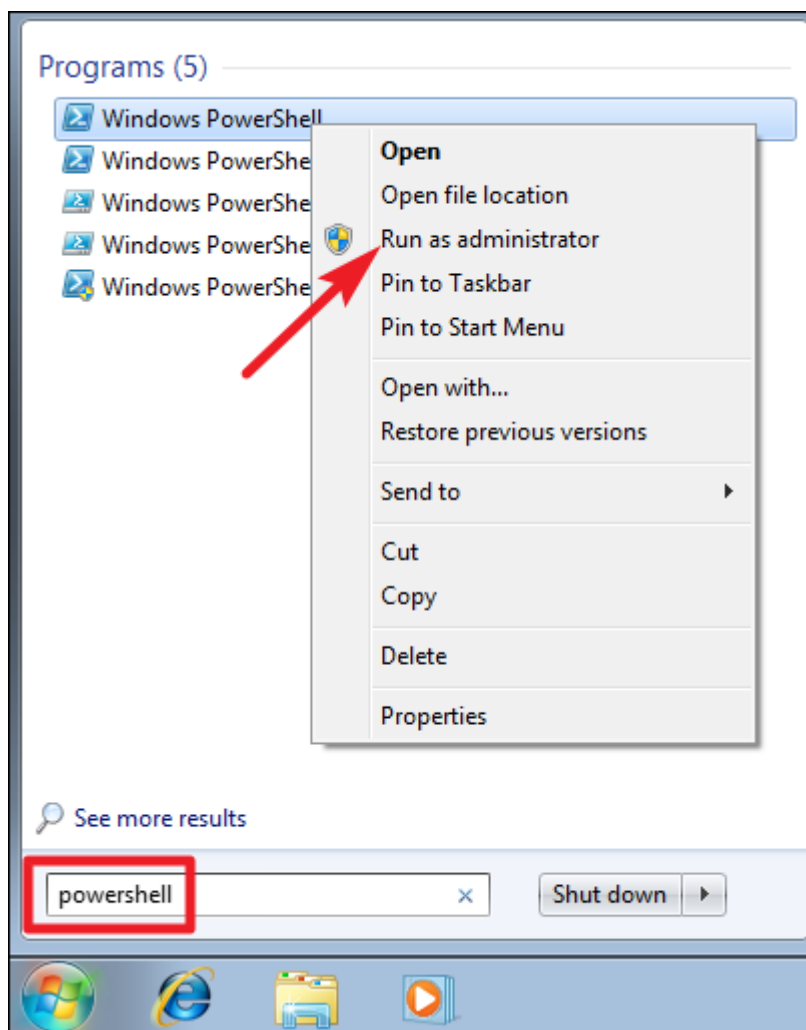 Programs (5)
Windows PowerShell
Windows PowerShe
Windows PowerShe
Windows PowerShe
Windows PowerShe
Open
Open file location
Run as administrator
Pin to Taskbar
Pin to Start Menu
Open with...
Restore previous versions
Send to
Cut
Copy
Delete
Properties
See more results
powershell
Shut down